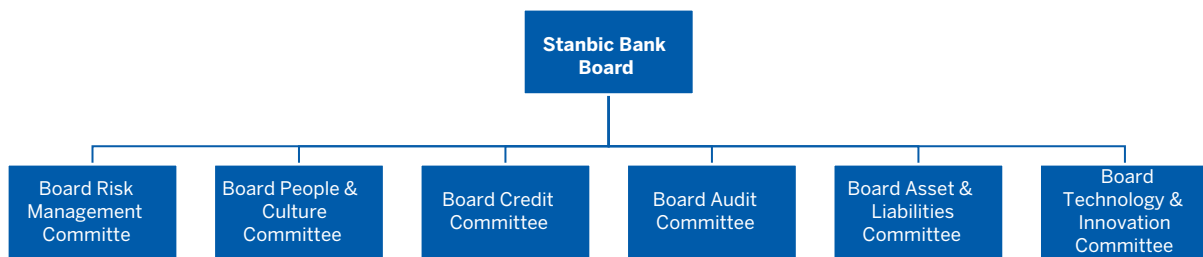 Stanbic Bank
Board
Board Risk
Management
Committe
Board People &
Culture
Committee
Board Credit
Committee
Board Audit
Committee
Board Asset &
Liabilities
Committee
Board
Technology &
Innovation
Committee